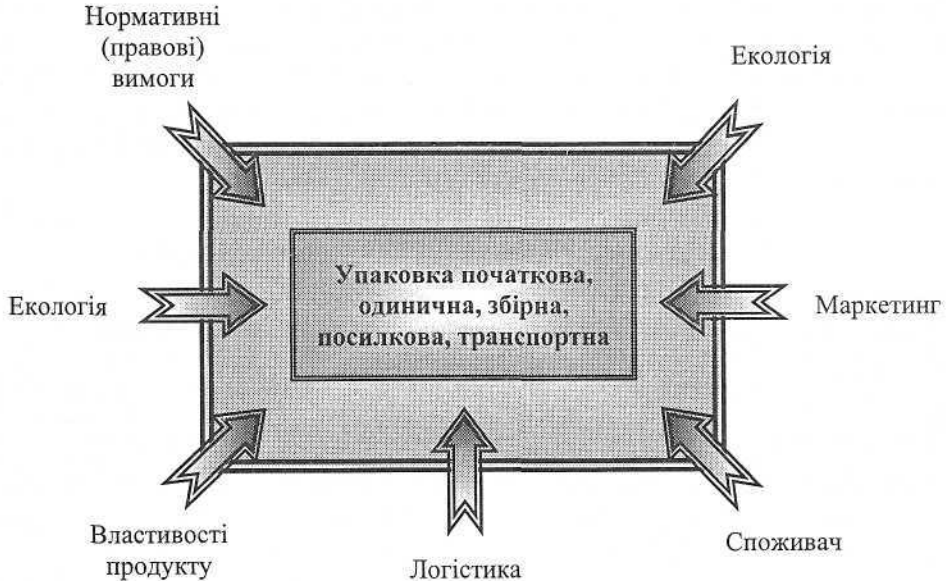 Нормативні
(правові)
вимоги
Екологія
Упаковка початкова,
одинична, збірна,
посилкова, транспортна
Екологія
Маркетинг
Властивості
продукту
Логістика
Споживач